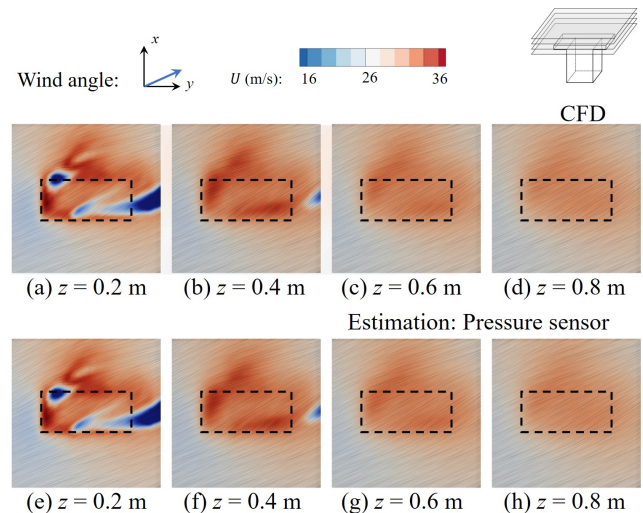 x
Wind angle:
y
U (m/s):
16
26
36
CFD
(a) z = 0.2 m
(b) z = 0.4 m
(c) z = 0.6 m
(d) z = 0.8 m
Estimation: Pressure sensor
(e) z = 0.2 m
(f) z = 0.4 m
(g) z = 0.6 m
(h) z = 0.8 m